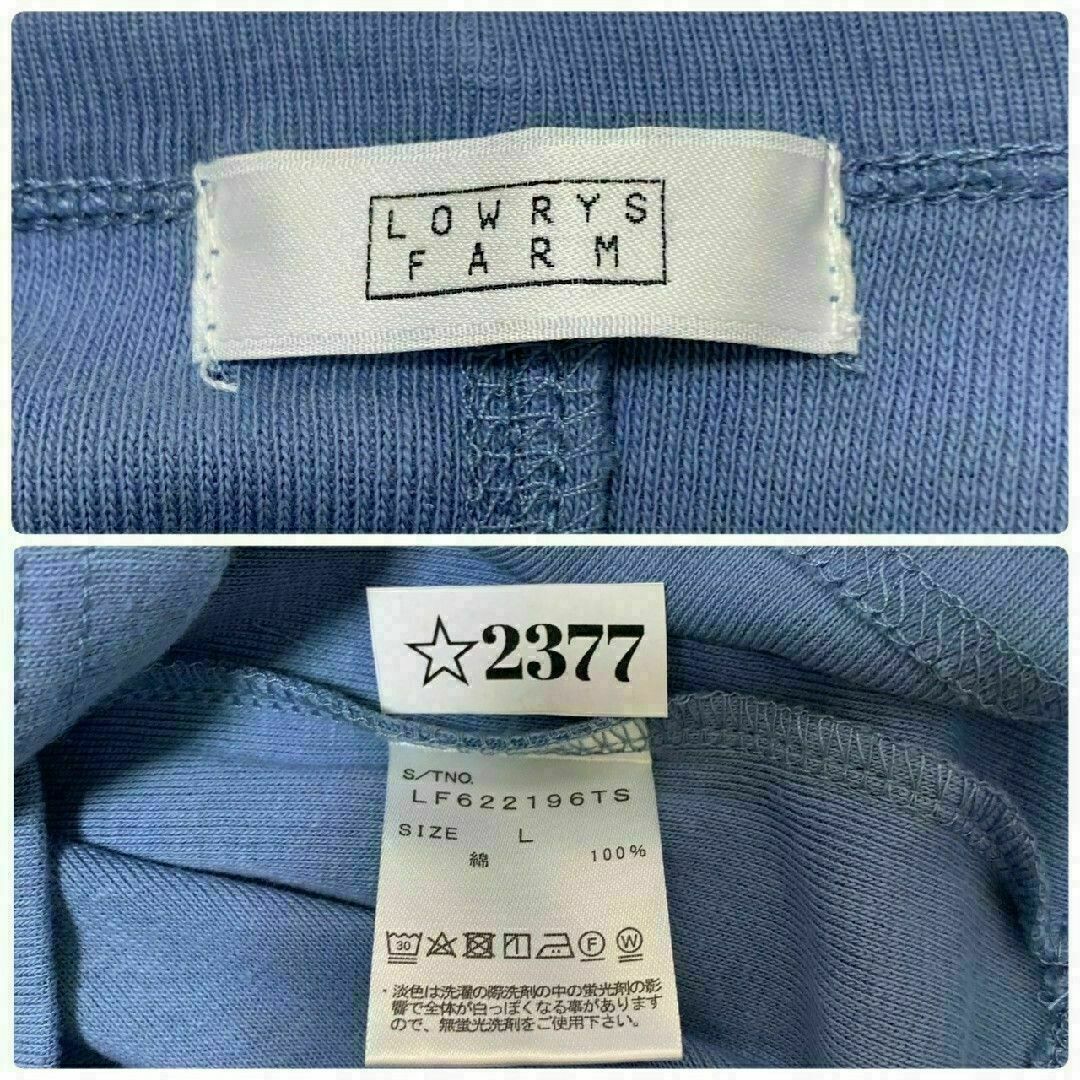 LOWRYS
FARM
☆2377
S/TNO.
LF622196TS
SIZE L
綿 100%
30 F W
・淡色は洗濯の際洗剤の中の蛍光剤の影
響で全体が白っぽくなる事があります
ので、無蛍光洗剤をご使用下さい。